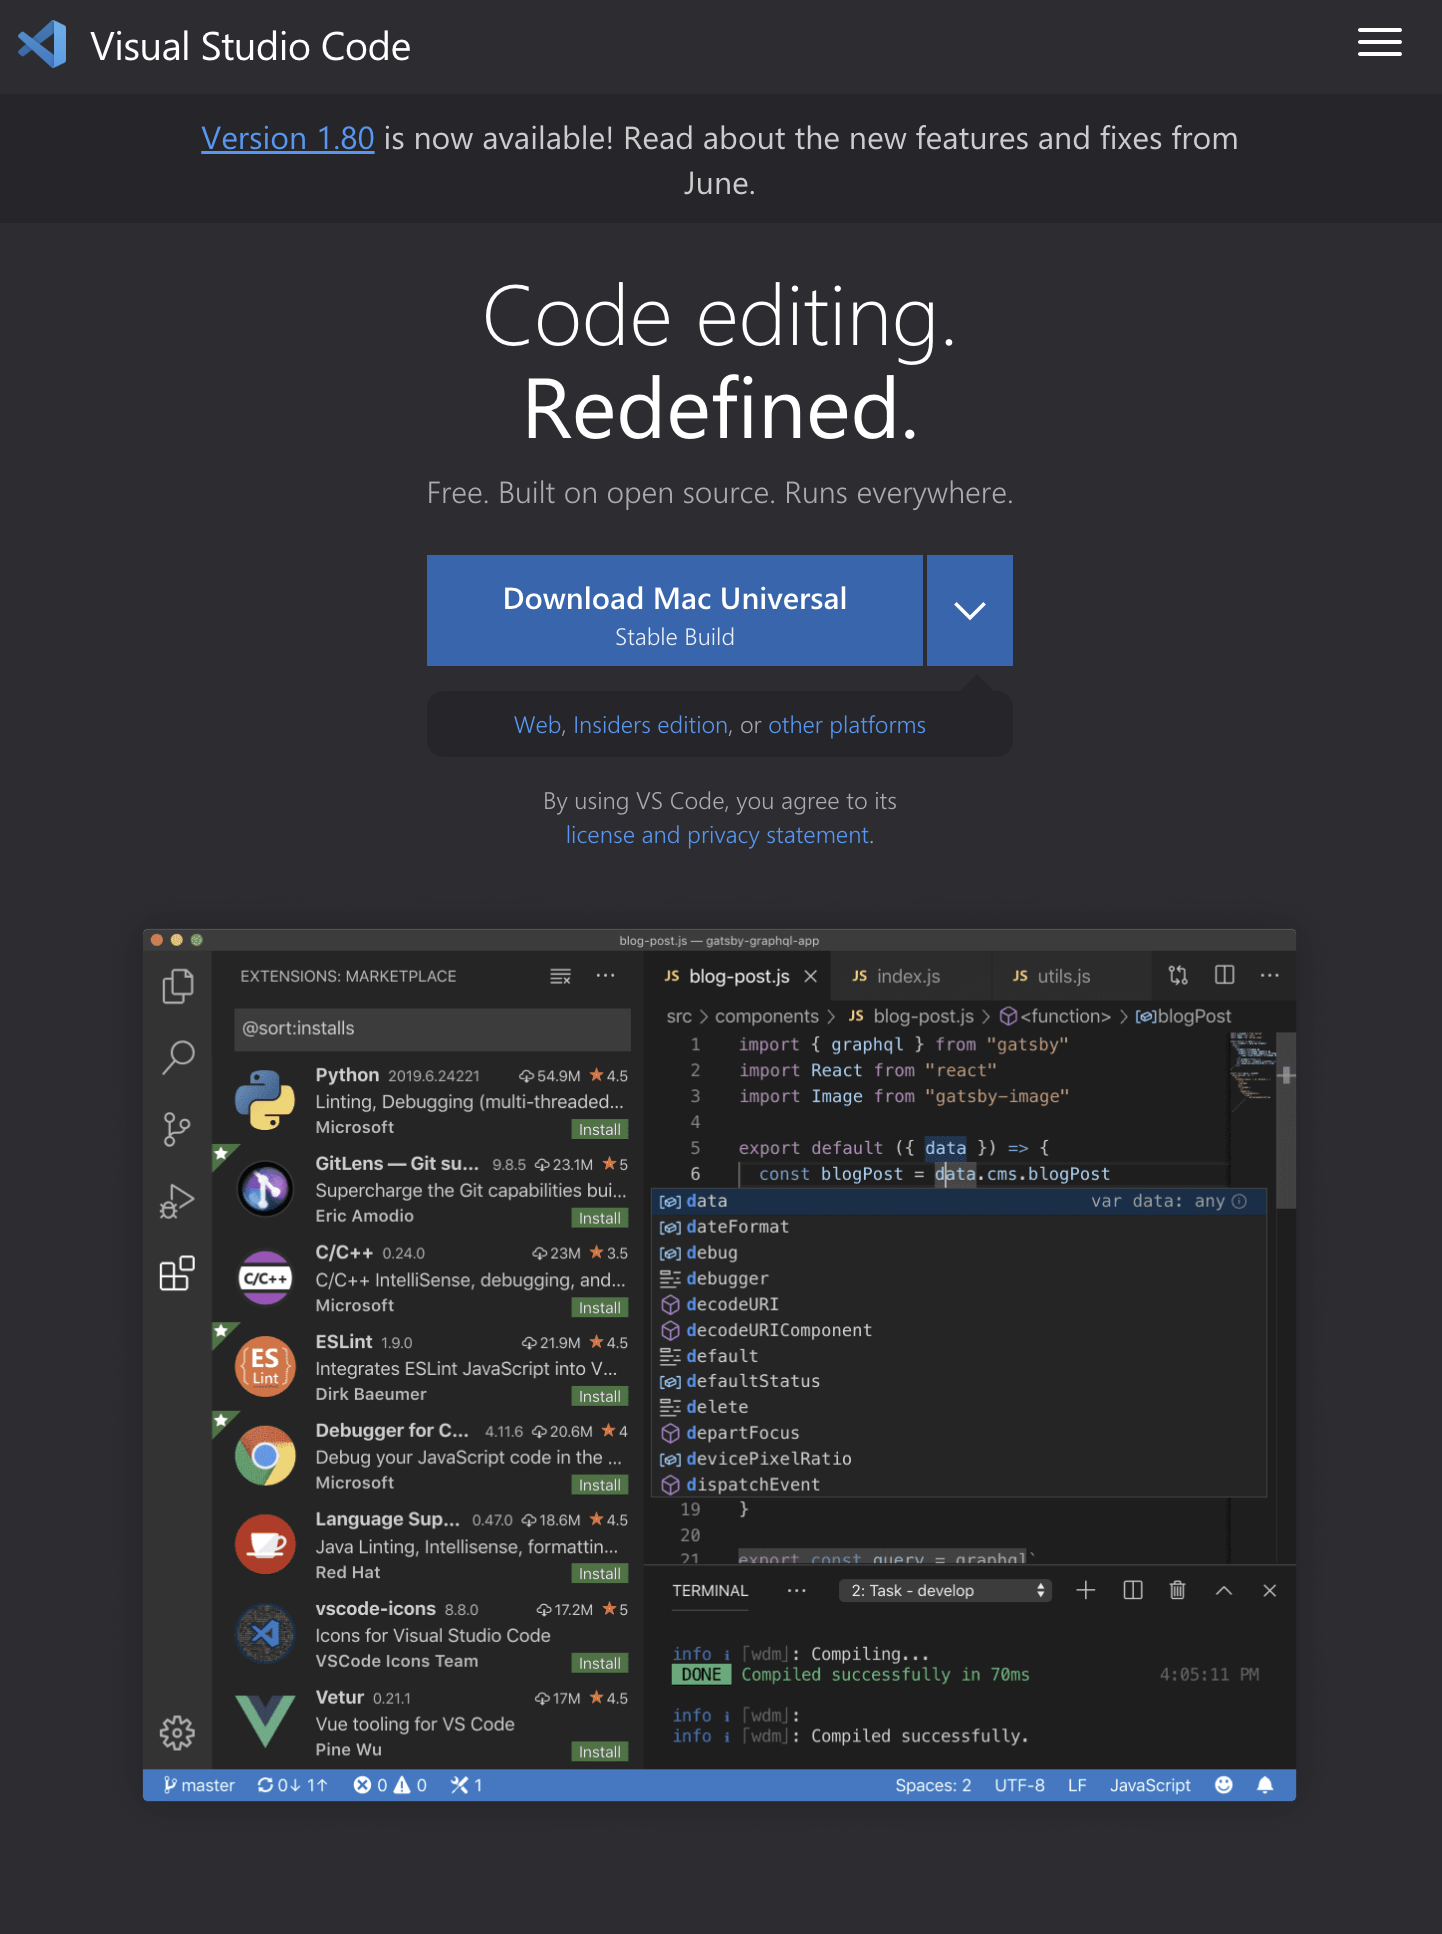 Visual Studio Code
Version 1.80 is now available! Read about the new features and fixes from
June.
Code editing.
Redefined.
Free. Built on open source. Runs everywhere.
Download Mac Universal
Stable Build
Web, Insiders edition, or other platforms
By using VS Code, you agree to its
license and privacy statement.
blog-post.js — gatsby-graphql-app
EXTENSIONS: MARKETPLACE
@sort:installs
Python 2019.6.24221 54.9M 4.5
Linting, Debugging (multi-threaded...
Microsoft Install
GitLens — Git su... 9.8.5 23.1M 5
Supercharge the Git capabilities bui...
Eric Amodio Install
C/C++
C/C++ 0.24.0 23M 3.5
C/C++ IntelliSense, debugging, and...
Microsoft Install
ES
Lint
ESLint 1.9.0 21.9M 4.5
Integrates ESLint JavaScript into V...
Dirk Baeumer Install
Debugger for C... 4.11.6 20.6M 4
Debug your JavaScript code in the ...
Microsoft Install
Language Sup... 0.47.0 18.6M 4.5
Java Linting, Intellisense, formattin...
Red Hat Install
vscode-icons 8.8.0 17.2M 5
Icons for Visual Studio Code
VSCode Icons Team Install
Vetur 0.21.1 17M 4.5
Vue tooling for VS Code
Pine Wu Install
JS blog-post.js JS index.js JS utils.js
src > components > JS blog-post.js > <function> > blogPost
1 import { graphql } from "gatsby"
2 import React from "react"
3 import Image from "gatsby-image"
4
5 export default ({ data }) => {
6 const blogPost = data.cms.blogPost
data var data: any
dateFormat
debug
debugger
decodeURI
decodeURIComponent
default
defaultStatus
delete
departFocus
devicePixelRatio
dispatchEvent
19 }
20
21 export const query = graphql`
TERMINAL ... 2: Task - develop
info i ⌈wdm⌋: Compiling...
DONE Compiled successfully in 70ms 4:05:11 PM
info i ⌈wdm⌋:
info i ⌈wdm⌋: Compiled successfully.
master 0↓ 1↑ 0 0 1 Spaces: 2 UTF-8 LF JavaScript